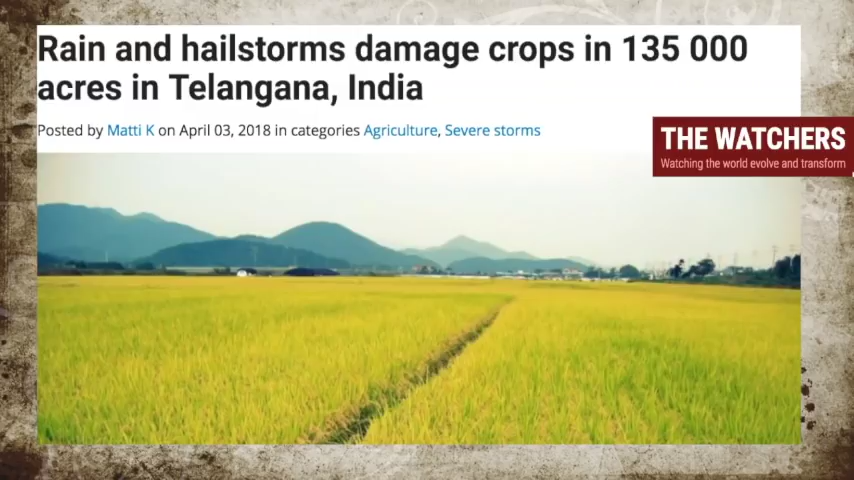 Rain and hailstorms damage crops in 135 000
acres in Telangana, India
Posted by Matti K on April 03, 2018 in categories Agriculture, Severe storms
THE WATCHERS
Watching the world evolve and transform